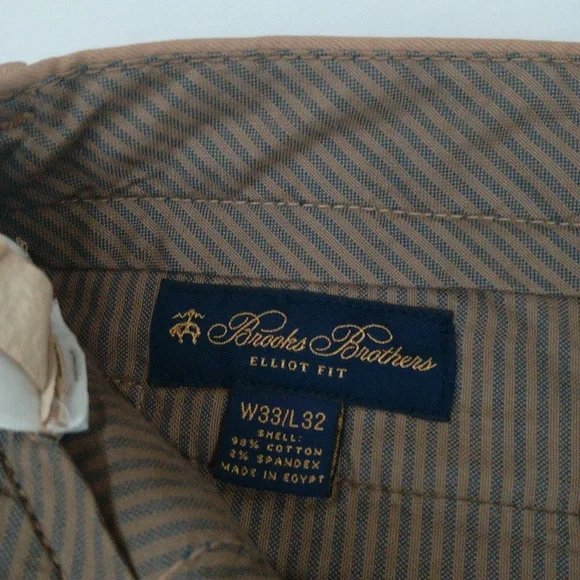 Brooks Brothers
ELLIOT FIT
W33/L32
SHELL:
98% COTTON
2% SPANDEX
MADE IN EGYPT